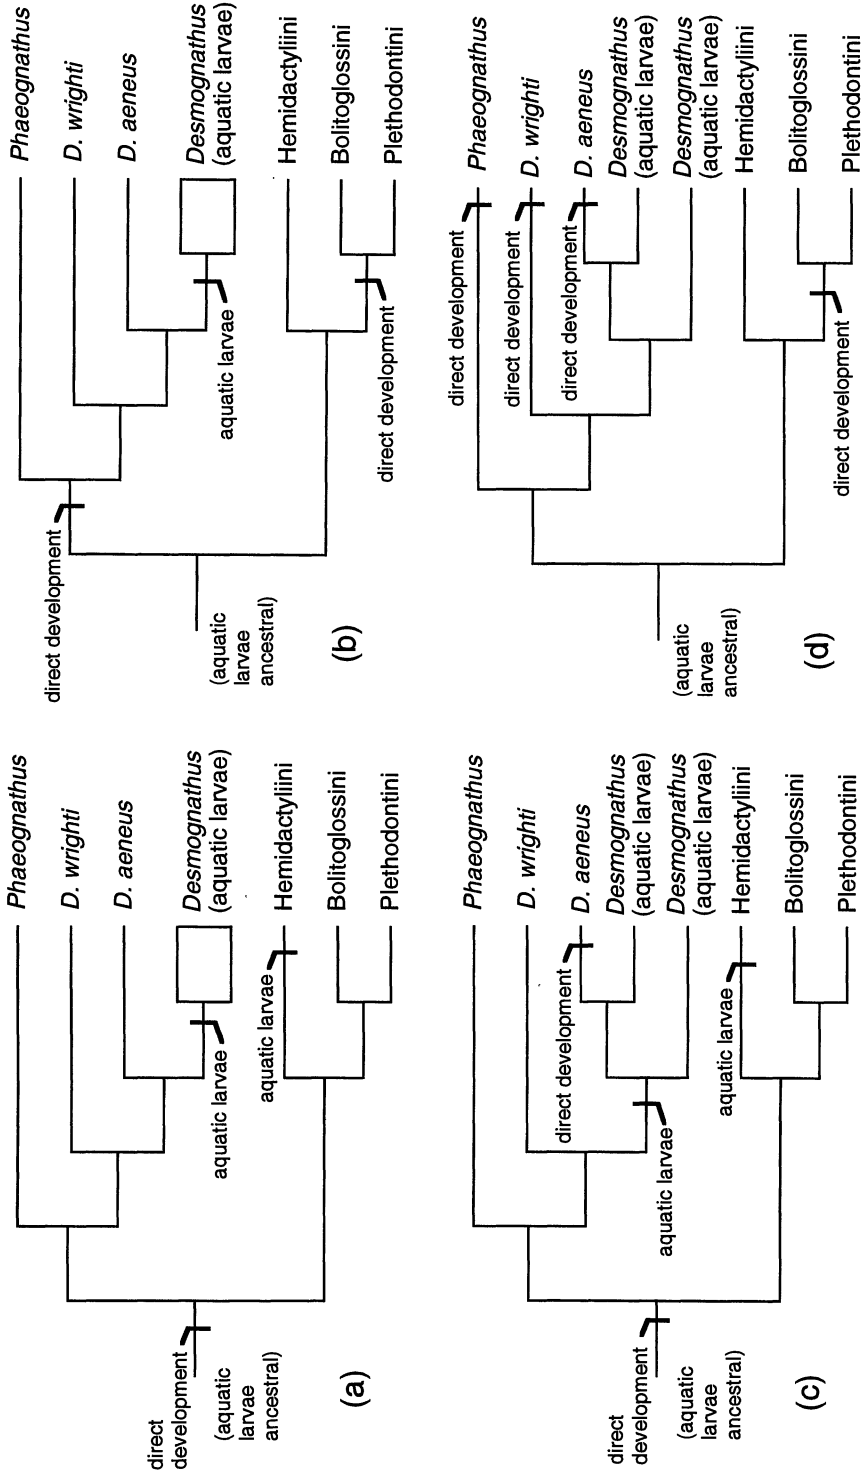 Phaeognathus
D. wrighti
D. aeneus
Desmognathus
(aquatic larvae)
Hemidactyliini
Bolitoglossini
Plethodontini
direct
development
(aquatic
larvae
ancestral)
aquatic larvae
aquatic larvae
(a)
Phaeognathus
D. wrighti
D. aeneus
Desmognathus
(aquatic larvae)
Hemidactyliini
Bolitoglossini
Plethodontini
direct development
(aquatic
larvae
ancestral)
aquatic larvae
direct development
(b)
Phaeognathus
D. wrighti
D. aeneus
Desmognathus
(aquatic larvae)
Desmognathus
(aquatic larvae)
Hemidactyliini
Bolitoglossini
Plethodontini
direct
development
(aquatic
larvae
ancestral)
direct development
aquatic larvae
aquatic larvae
(c)
Phaeognathus
D. wrighti
D. aeneus
Desmognathus
(aquatic larvae)
Desmognathus
(aquatic larvae)
Hemidactyliini
Bolitoglossini
Plethodontini
direct development
direct development
direct development
direct development
(aquatic
larvae
ancestral)
(d)